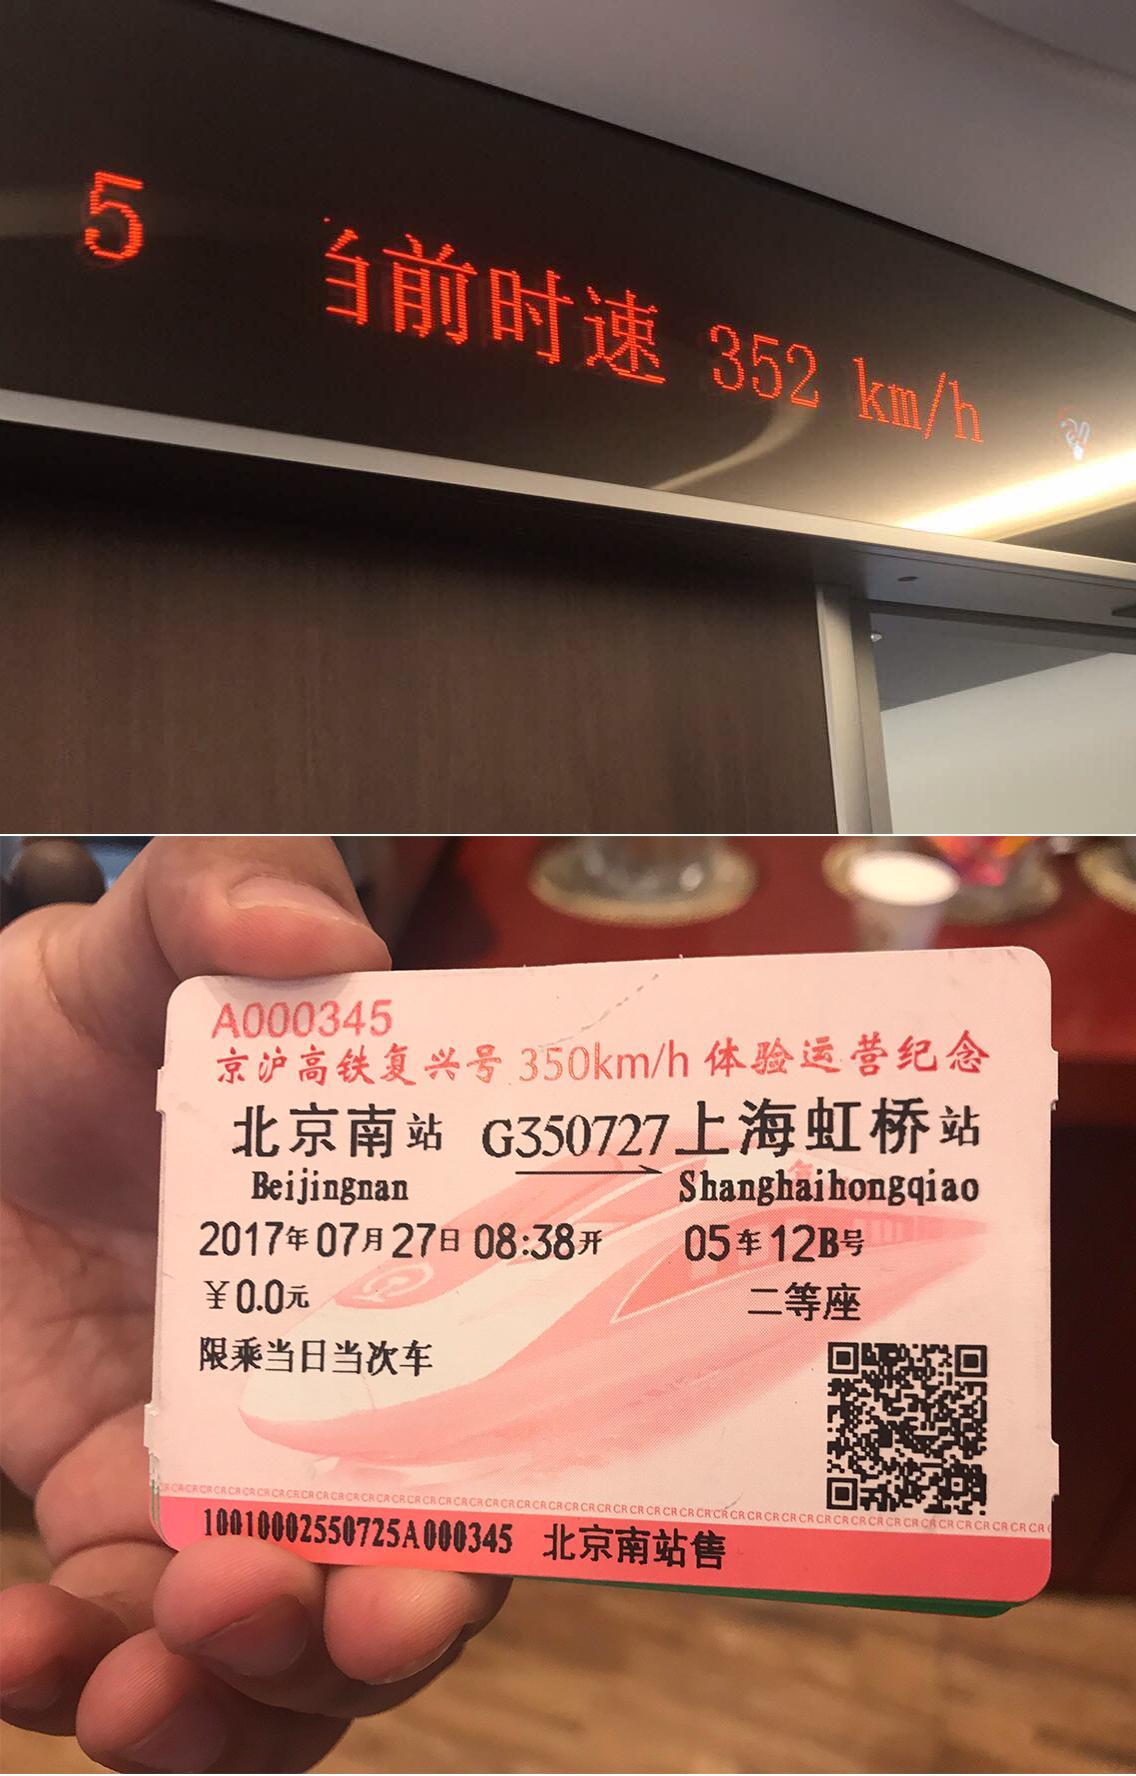 5 当前时速 352 km/h
A000345
京沪高铁复兴号 350km/h 体验运营纪念
北京南站 G350727 上海虹桥站
Beijingnan Shanghaihongqiao
2017年07月27日 08:38开 05车12B号
￥0.0元 二等座
限乘当日当次车
CRCRCRCRCRCRCRCRCRCRCRCRCRCRCRCRCRCRCRCRCRCRCRCRCRCRCR
10010002550725A000345 北京南站售